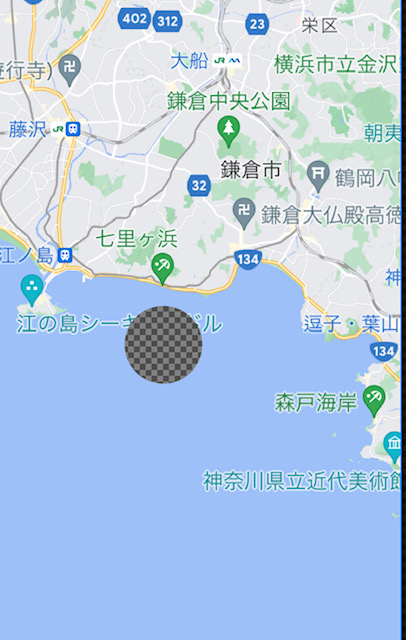 402
312
23
栄区
大船
横浜市立金沢
遊行寺)
鎌倉中央公園
藤沢
朝夷
鎌倉市
32
鶴岡八
鎌倉大仏殿高徳
七里ヶ浜
江ノ島
134
神
江の島シーキ
ドル
逗子・葉山
134
森戸海岸
神奈川県立近代美術館